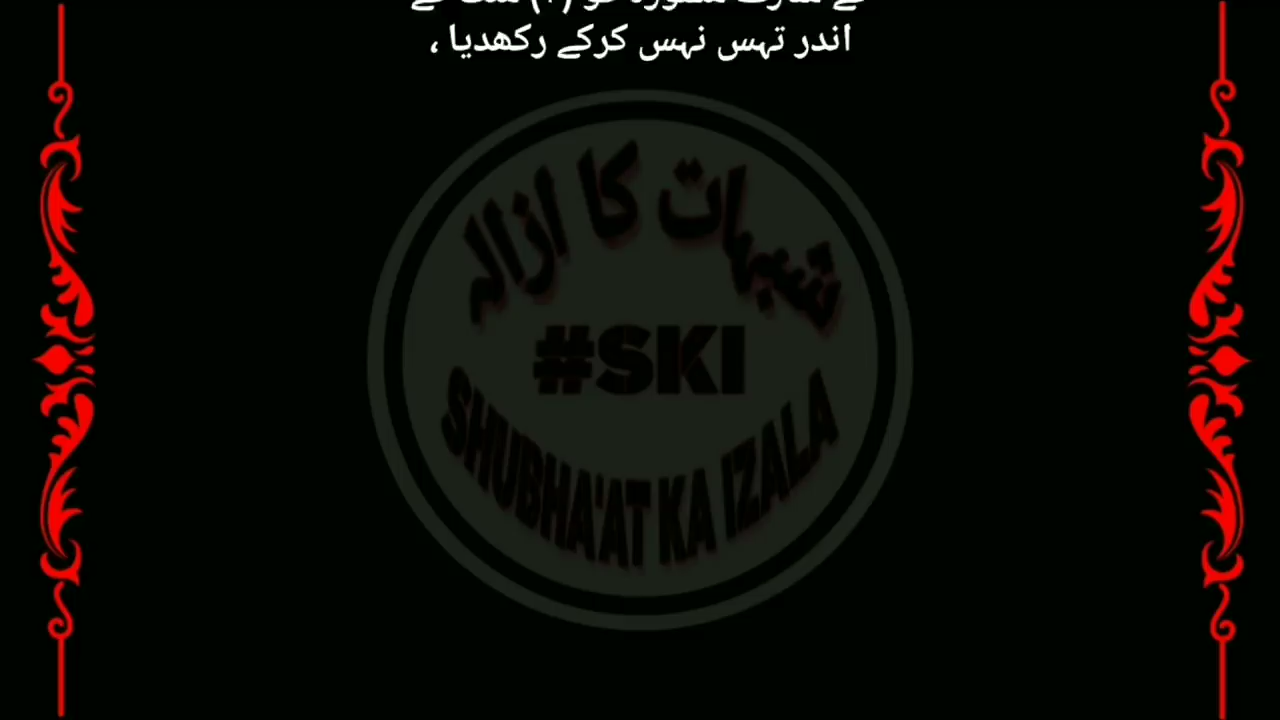 اندر تہس نہس کرکے رکھدیا ،
شبہات کا ازالہ
#SKI
SHUBHA'AT KA IZALA